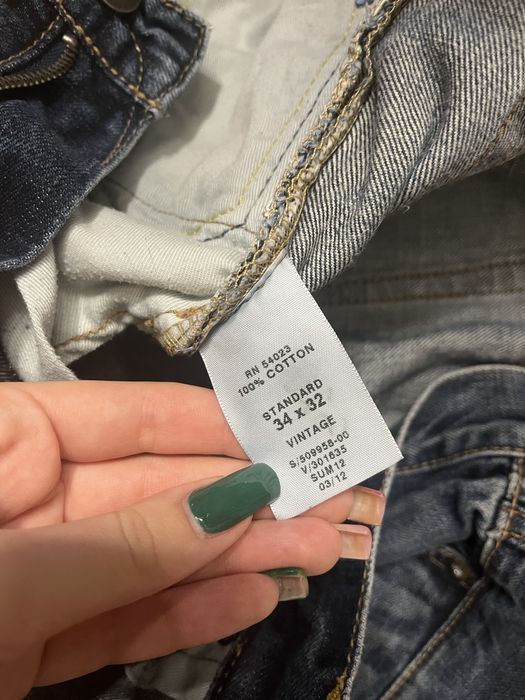 RN 54023
100% COTTON
STANDARD
34 x 32
VINTAGE
S/509958-00
V/301635
SUM12
03/12